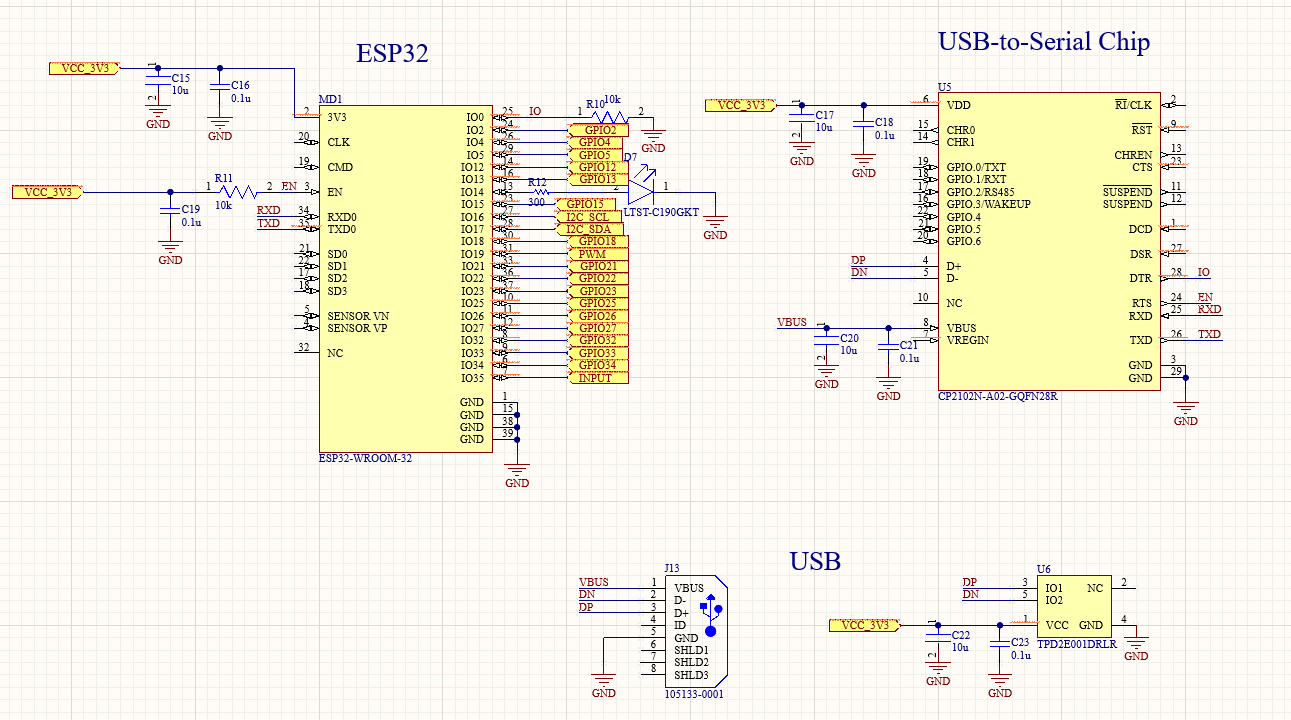 ESP32
VCC_3V3
C15
10u
C16
0.1u
GND
GND
MD1
2
3V3
20
CLK
19
CMD
VCC_3V3
R11
1
2
10k
EN
3
EN
C19
0.1u
GND
RXD
34
RXD0
TXD
35
TXD0
21
SD0
22
SD1
17
SD2
18
SD3
5
SENSOR VN
4
SENSOR VP
32
NC
IO0
25
IO
1
R10
10k
2
GND
IO2
24
GPIO2
IO4
26
GPIO4
IO5
29
GPIO5
IO12
14
GPIO12
IO13
16
GPIO13
IO14
13
R12
300
D7
2
1
LTST-C190GKT
GND
IO15
23
GPIO15
IO16
27
I2C_SCL
IO17
28
I2C_SDA
IO18
30
GPIO18
IO19
31
PWM
IO21
33
GPIO21
IO22
36
GPIO22
IO23
37
GPIO23
IO25
10
GPIO25
IO26
11
GPIO26
IO27
12
GPIO27
IO32
8
GPIO32
IO33
9
GPIO33
IO34
6
GPIO34
IO35
INPUT
GND
1
GND
15
GND
38
GND
39
GND
ESP32-WROOM-32
USB-to-Serial Chip
VCC_3V3
1
C17
10u
2
GND
C18
0.1u
GND
U5
6
VDD
15
CHR0
14
CHR1
19
GPIO.0/TXT
18
GPIO.1/RXT
17
GPIO.2/RS485
16
GPIO.3/WAKEUP
22
GPIO.4
21
GPIO.5
20
GPIO.6
DP
4
D+
DN
5
D-
10
NC
VBUS
8
VBUS
7
VREGIN
1
C20
10u
2
GND
C21
0.1u
GND
RI/CLK
2
RST
9
CHREN
13
CTS
23
SUSPEND
11
SUSPEND
12
DCD
1
DSR
27
DTR
28
IO
RTS
24
EN
RXD
25
RXD
TXD
26
TXD
GND
3
GND
29
GND
CP2102N-A02-GQFN28R
USB
J13
VBUS
1
VBUS
DN
2
D-
DP
3
D+
4
ID
5
GND
6
SHLD1
7
SHLD2
8
SHLD3
GND
105133-0001
VCC_3V3
1
C22
10u
2
GND
C23
0.1u
GND
U6
DP
3
IO1
DN
5
IO2
1
VCC
NC
2
GND
4
GND
TPD2E001DRLR